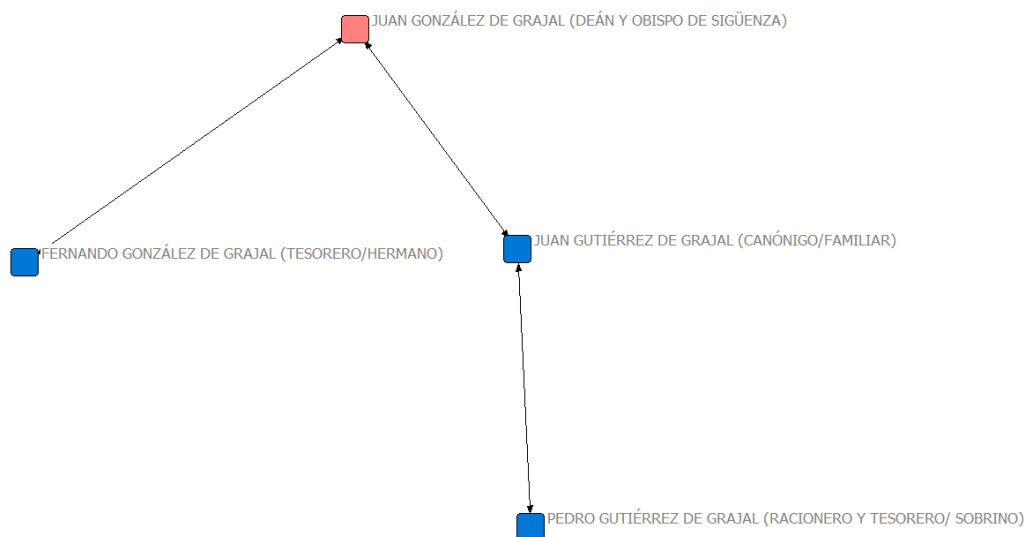 JUAN GONZÁLEZ DE GRAJAL (DEÁN Y OBISPO DE SIGÜENZA)
JUAN GUTIÉRREZ DE GRAJAL (CANÓNIGO/FAMILIAR)
FERNANDO GONZÁLEZ DE GRAJAL (TESORERO/HERMANO)
PEDRO GUTIÉRREZ DE GRAJAL (RACIONERO Y TESORERO/ SOBRINO)